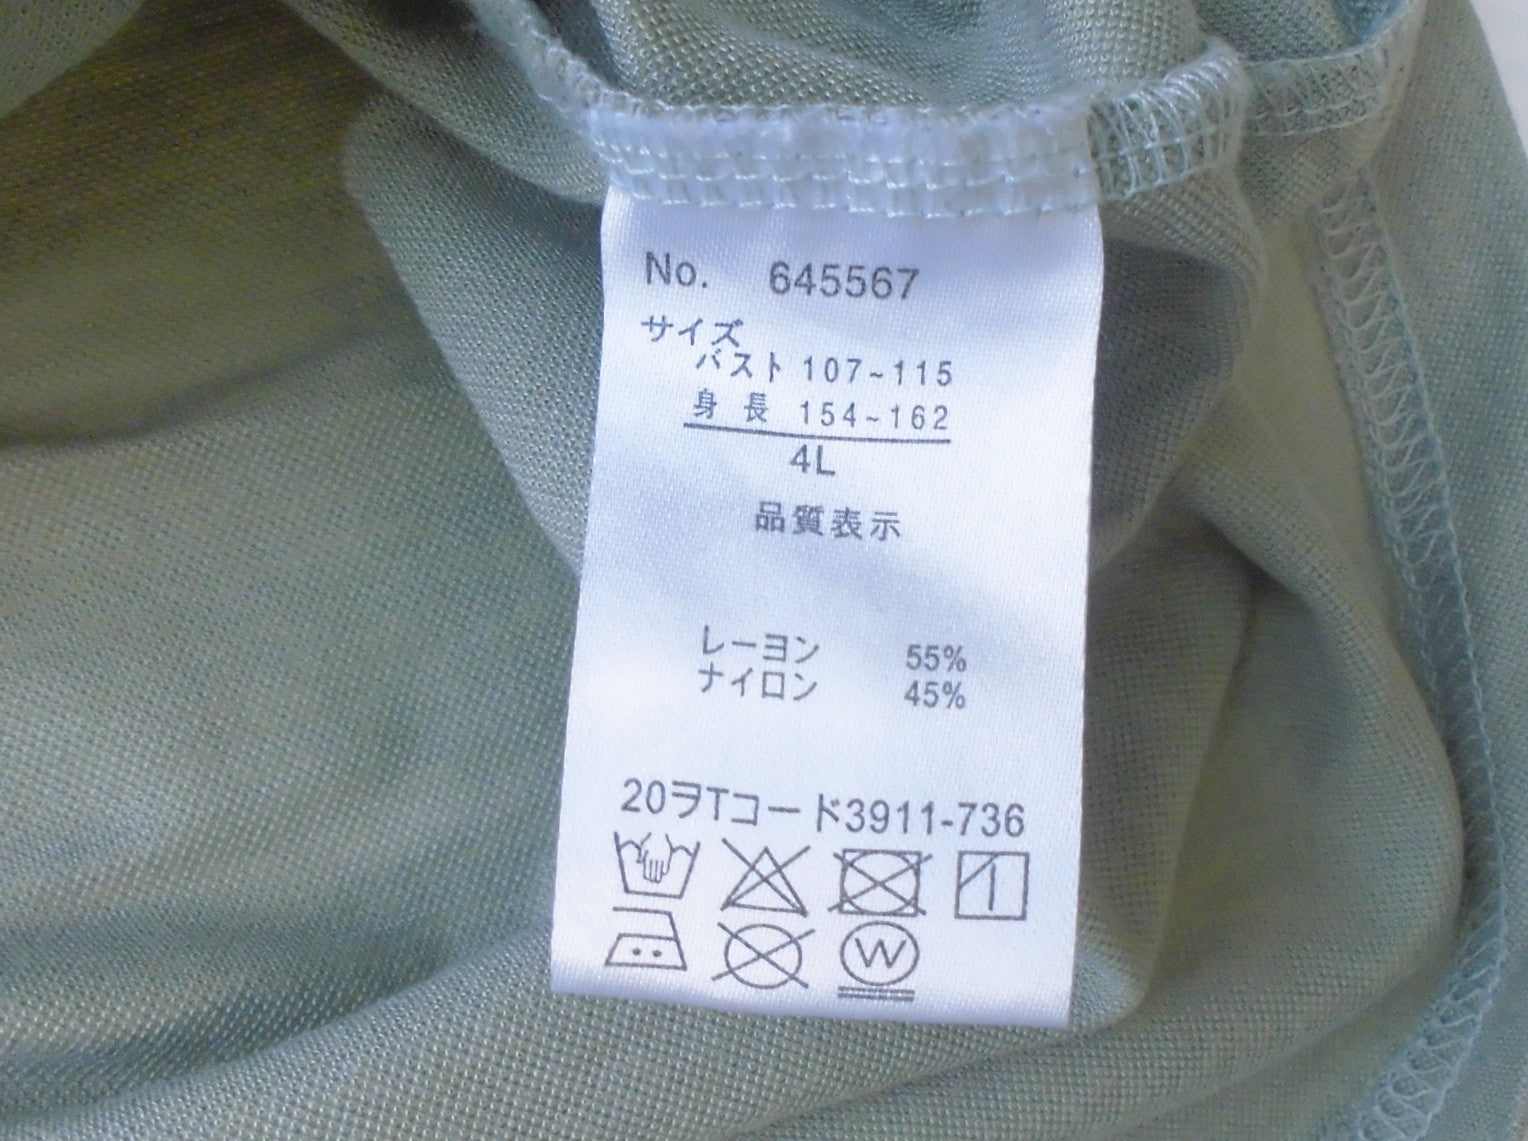 No. 645567
サイズ
バスト 107~115
身長 154~162
4L
品質表示
レーヨン 55%
ナイロン 45%
20ヲTコード3911-736
W